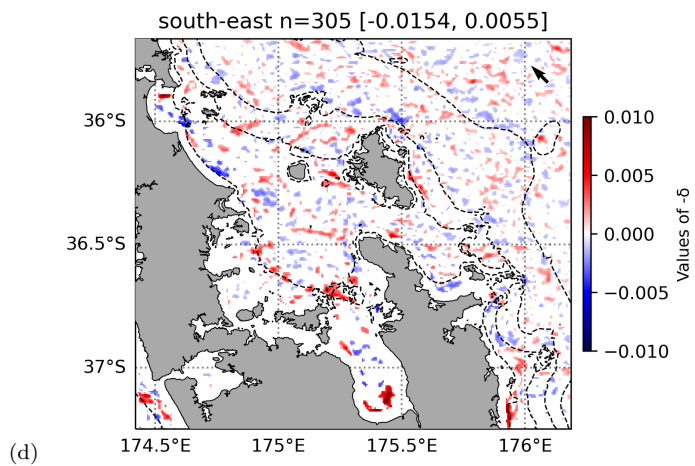 south-east n=305 [-0.0154, 0.0055]
36°S
36.5°S
37°S
174.5°E
175°E
175.5°E
176°E
0.010
0.005
0.000
−0.005
−0.010
Values of -δ
(d)